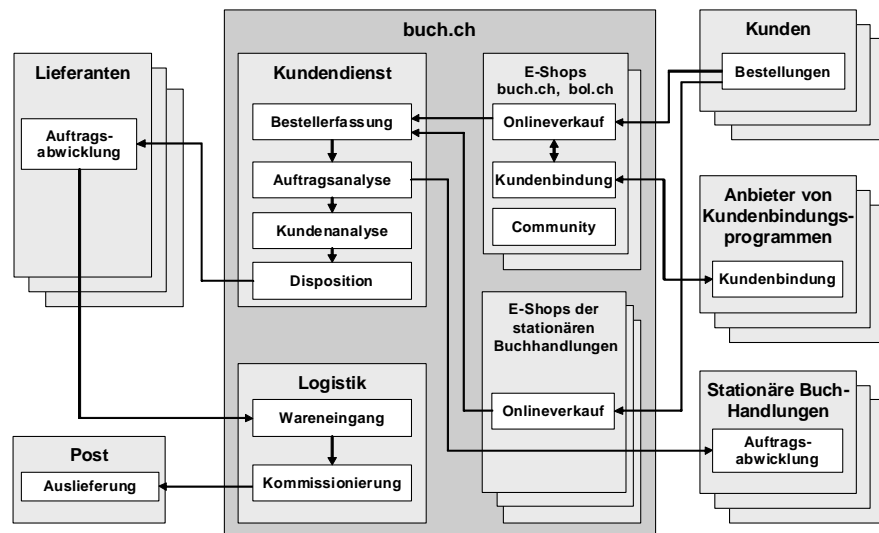 buch.ch
Lieferanten
Auftrags-
abwicklung
Post
Auslieferung
Kundendienst
Bestellerfassung
Auftragsanalyse
Kundenanalyse
Disposition
Logistik
Wareneingang
Kommissionierung
E-Shops
buch.ch, bol.ch
Onlineverkauf
Kundenbindung
Community
E-Shops der
stationären
Buchhandlungen
Onlineverkauf
Kunden
Bestellungen
Anbieter von
Kundenbindungs-
programmen
Kundenbindung
Stationäre Buch-
Handlungen
Auftrags-
abwicklung